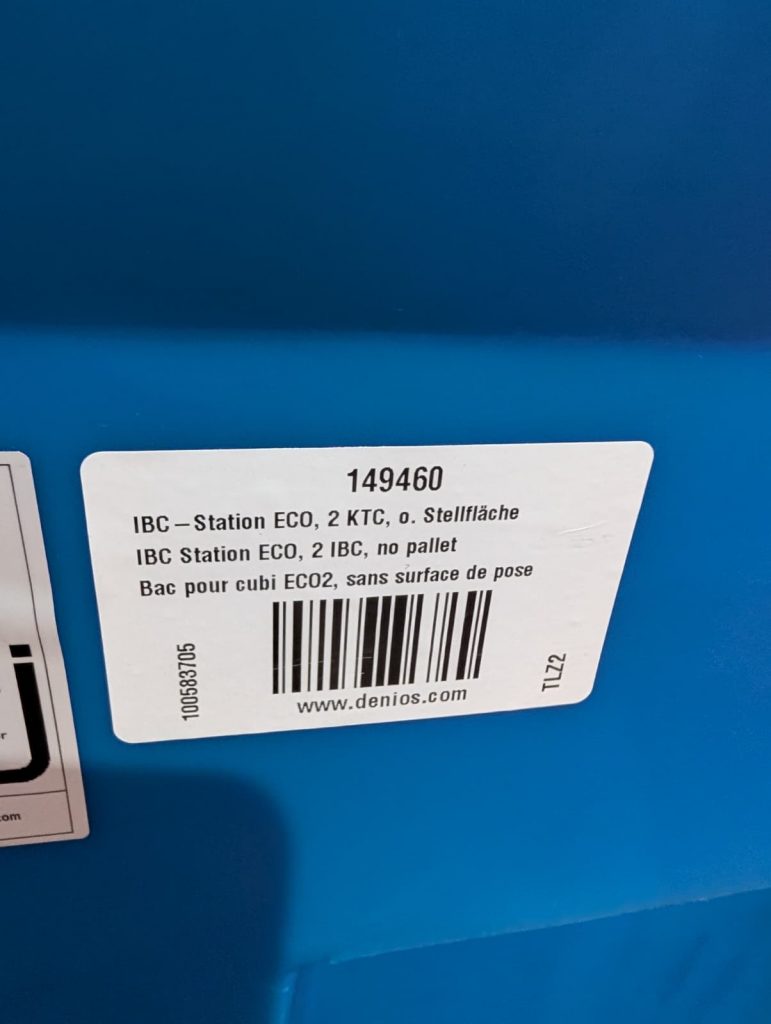 149460
IBC–Station ECO, 2 KTC, o. Stellfläche
IBC Station ECO, 2 IBC, no pallet
Bac pour cubi ECO2, sans surface de pose
100583705
TLZ2
www.denios.com